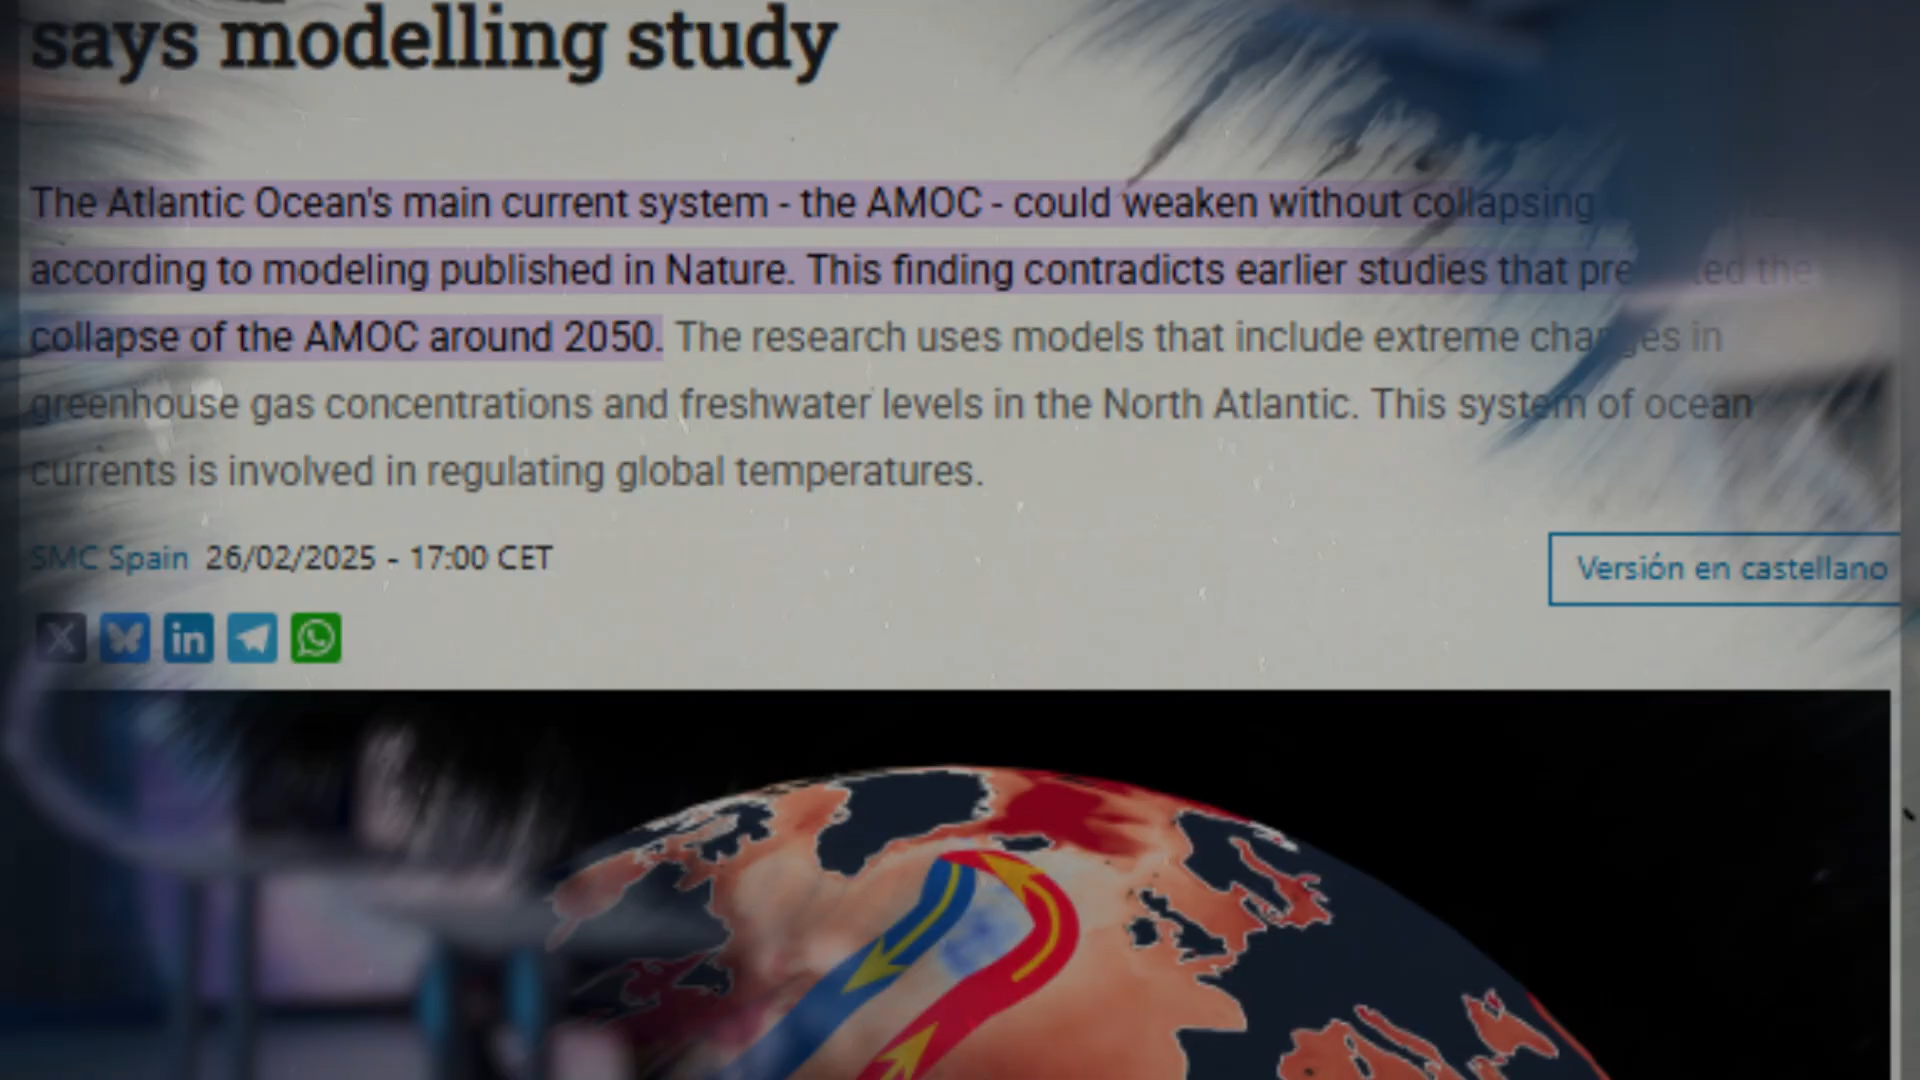 says modelling study
The Atlantic Ocean's main current system - the AMOC - could weaken without collapsing
according to modeling published in Nature. This finding contradicts earlier studies that the
collapse of the AMOC around 2050. The research uses models that include extreme changes in
greenhouse gas concentrations and freshwater levels in the North Atlantic. This system of ocean
currents is involved in regulating global temperatures.
SMC Spain 26/02/2025 - 17:00 CET
Versión en castellano
X
in